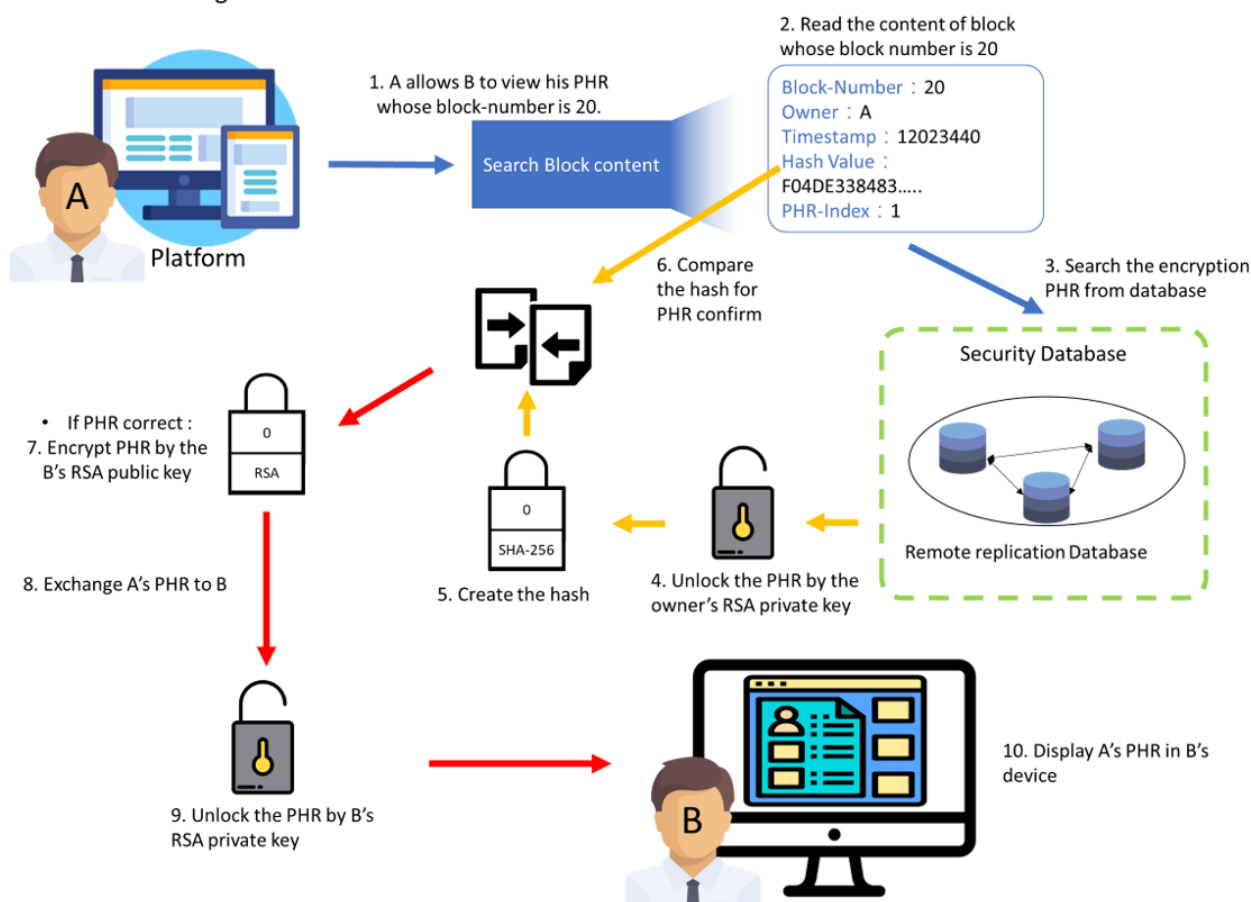 2. Read the content of block
whose block number is 20
1. A allows B to view his PHR
whose block-number is 20.
Block-Number：20
Owner：A
Timestamp：12023440
Hash Value：
F04DE338483…..
PHR-Index：1
Search Block content
A
Platform
6. Compare
the hash for
PHR confirm
3. Search the encryption
PHR from database
Security Database
Remote replication Database
• If PHR correct :
7. Encrypt PHR by the
B's RSA public key
0
RSA
0
SHA-256
5. Create the hash
4. Unlock the PHR by the
owner's RSA private key
8. Exchange A's PHR to B
9. Unlock the PHR by B's
RSA private key
B
10. Display A's PHR in B's
device